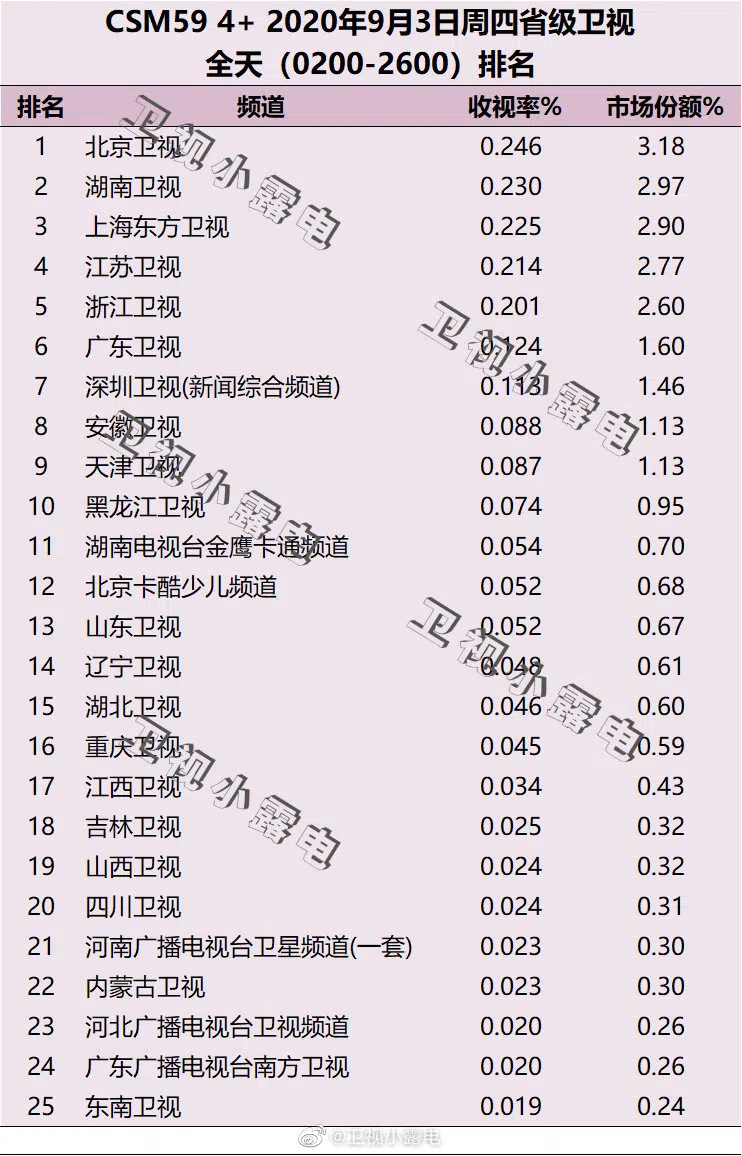 CSM59 4+ 2020年9月3日周四省级卫视
全天（0200-2600）排名
排名 频道 收视率% 市场份额%
1 北京卫视 0.246 3.18
2 湖南卫视 0.230 2.97
3 上海东方卫视 0.225 2.90
4 江苏卫视 0.214 2.77
5 浙江卫视 0.201 2.60
6 广东卫视 0.124 1.60
7 深圳卫视(新闻综合频道) 0.113 1.46
8 安徽卫视 0.088 1.13
9 天津卫视 0.087 1.13
10 黑龙江卫视 0.074 0.95
11 湖南电视台金鹰卡通频道 0.054 0.70
12 北京卡酷少儿频道 0.052 0.68
13 山东卫视 0.052 0.67
14 辽宁卫视 0.048 0.61
15 湖北卫视 0.046 0.60
16 重庆卫视 0.045 0.59
17 江西卫视 0.034 0.43
18 吉林卫视 0.025 0.32
19 山西卫视 0.024 0.32
20 四川卫视 0.024 0.31
21 河南广播电视台卫星频道(一套) 0.023 0.30
22 内蒙古卫视 0.023 0.30
23 河北广播电视台卫视频道 0.020 0.26
24 广东广播电视台南方卫视 0.020 0.26
25 东南卫视 0.019 0.24
卫视小露电
卫视小露电
卫视小露电
卫视小露电
卫视小露电
@卫视小露电